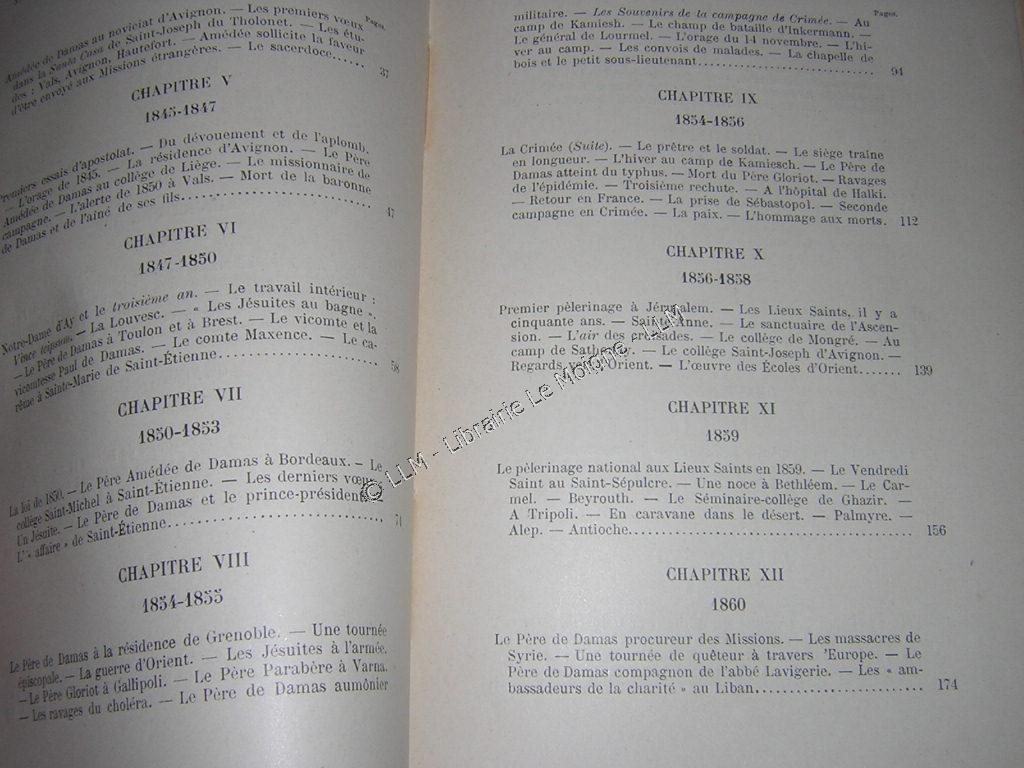 Pages.
Amédée de Damas au noviciat d'Avignon. — Les premiers vœux
dans la Santa Casa de Saint-Joseph du Tholonet. — Les étu-
des : Vals, Avignon, Hautefort. — Amédée sollicite la faveur
d'être envoyé aux Missions étrangères. — Le sacerdoce..... 37
CHAPITRE V
1845-1847
Premiers essais d'apostolat. — Du dévouement et de l'aplomb.
— L'orage de 1845. — La résidence d'Avignon. — Le Père
Amédée de Damas au collège de Liège. — Le missionnaire de
campagne. — L'alerte de 1850 à Vals. — Mort de la baronne
de Damas et de l'aîné de ses fils........................ 47
CHAPITRE VI
1847-1850
Notre-Dame d'Ay et le troisième an. — Le travail intérieur :
Vince teipsum. — La Louvesc. — « Les Jésuites au bagne ».
— Le Père de Damas à Toulon et à Brest. — Le vicomte et la
vicomtesse Paul de Damas. — Le comte Maxence. — Le ca-
rême à Sainte-Marie de Saint-Étienne..................... 58
CHAPITRE VII
1850-1853
La loi de 1850. — Le Père Amédée de Damas à Bordeaux. — Le
collège Saint-Michel à Saint-Étienne. — Les derniers vœux.
Un Jésuite. — Le Père de Damas et le prince-président. —
L'« affaire » de Saint-Étienne........................... 71
CHAPITRE VIII
1854-1855
Le Père de Damas à la résidence de Grenoble. — Une tournée
épiscopale. — La guerre d'Orient. — Les Jésuites à l'armée.
— Le Père Gloriot à Gallipoli. — Le Père Parabère à Varna.
— Les ravages du choléra. — Le Père de Damas aumônier
Pages.
militaire. — Les Souvenirs de la campagne de Crimée. — Au
camp de Kamiesh. — Le champ de bataille d'Inkermann. —
Le général de Lourmel. — L'orage du 14 novembre. — L'hi-
ver au camp. — Les convois de malades. — La chapelle de
bois et le petit sous-lieutenant......................... 94
CHAPITRE IX
1854-1856
La Crimée (Suite). — Le prêtre et le soldat. — Le siège traîne
en longueur. — L'hiver au camp de Kamiesch. — Le Père de
Damas atteint du typhus. — Mort du Père Gloriot. — Ravages
de l'épidémie. — Troisième rechute. — A l'hôpital de Halki.
— Retour en France. — La prise de Sébastopol. — Seconde
campagne en Crimée. — La paix. — L'hommage aux morts. 112
CHAPITRE X
1856-1858
Premier pèlerinage à Jérusalem. — Les Lieux Saints, il y a
cinquante ans. — Sainte-Anne. — Le sanctuaire de l'Ascen-
sion. — L'air des croisades. — Le collège de Mongré. — Au
camp de Sathonay. — Le collège Saint-Joseph d'Avignon. —
Regards vers l'Orient. — L'œuvre des Écoles d'Orient....... 139
CHAPITRE XI
1859
Le pèlerinage national aux Lieux Saints en 1859. — Le Vendredi
Saint au Saint-Sépulcre. — Une noce à Bethléem. — Le Car-
mel. — Beyrouth. — Le Séminaire-collège de Ghazir. —
A Tripoli. — En caravane dans le désert. — Palmyre. —
Alep. — Antioche........................................ 156
CHAPITRE XII
1860
Le Père de Damas procureur des Missions. — Les massacres de
Syrie. — Une tournée de quêteur à travers 'Europe. — Le
Père de Damas compagnon de l'abbé Lavigerie. — Les « am-
bassadeurs de la charité » au Liban........................ 174
© LLM - Librairie Le Moigne - LLM